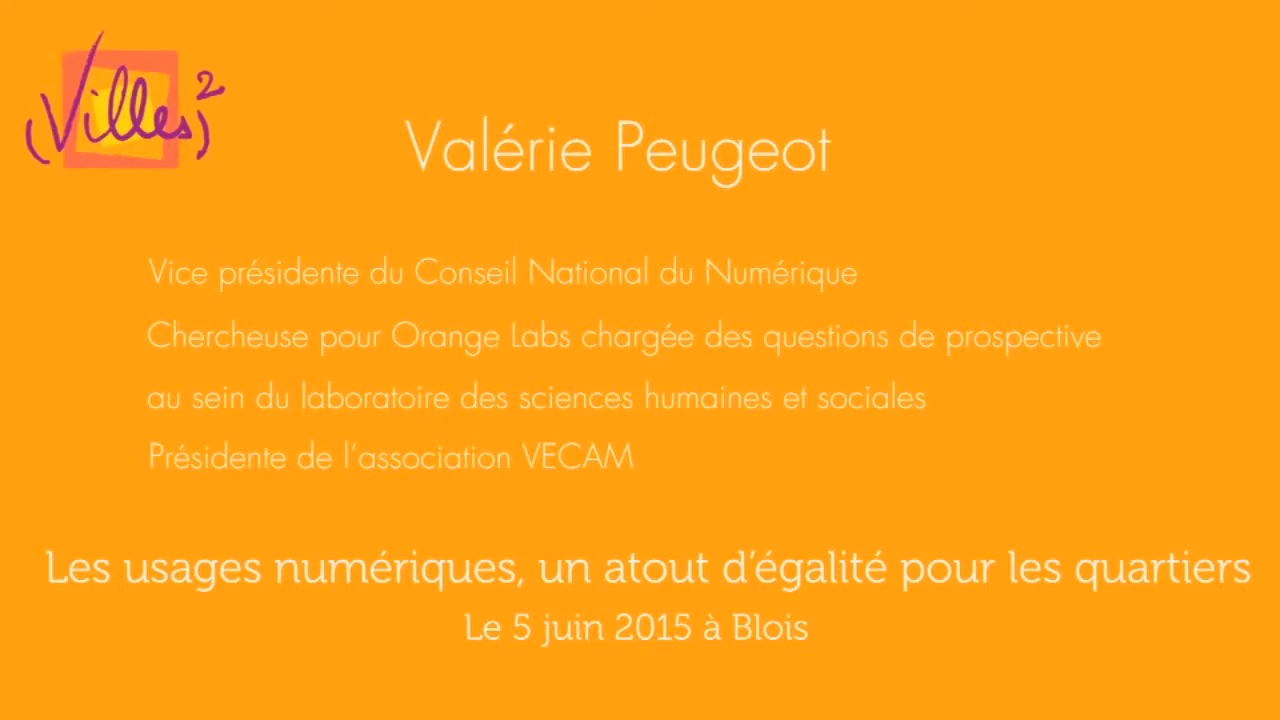 (Villes)²
Valérie Peugeot
Vice présidente du Conseil National du Numérique
Chercheuse pour Orange Labs chargée des questions de prospective
au sein du laboratoire des sciences humaines et sociales
Présidente de l'association VECAM
Les usages numériques, un atout d'égalité pour les quartiers
Le 5 juin 2015 à Blois